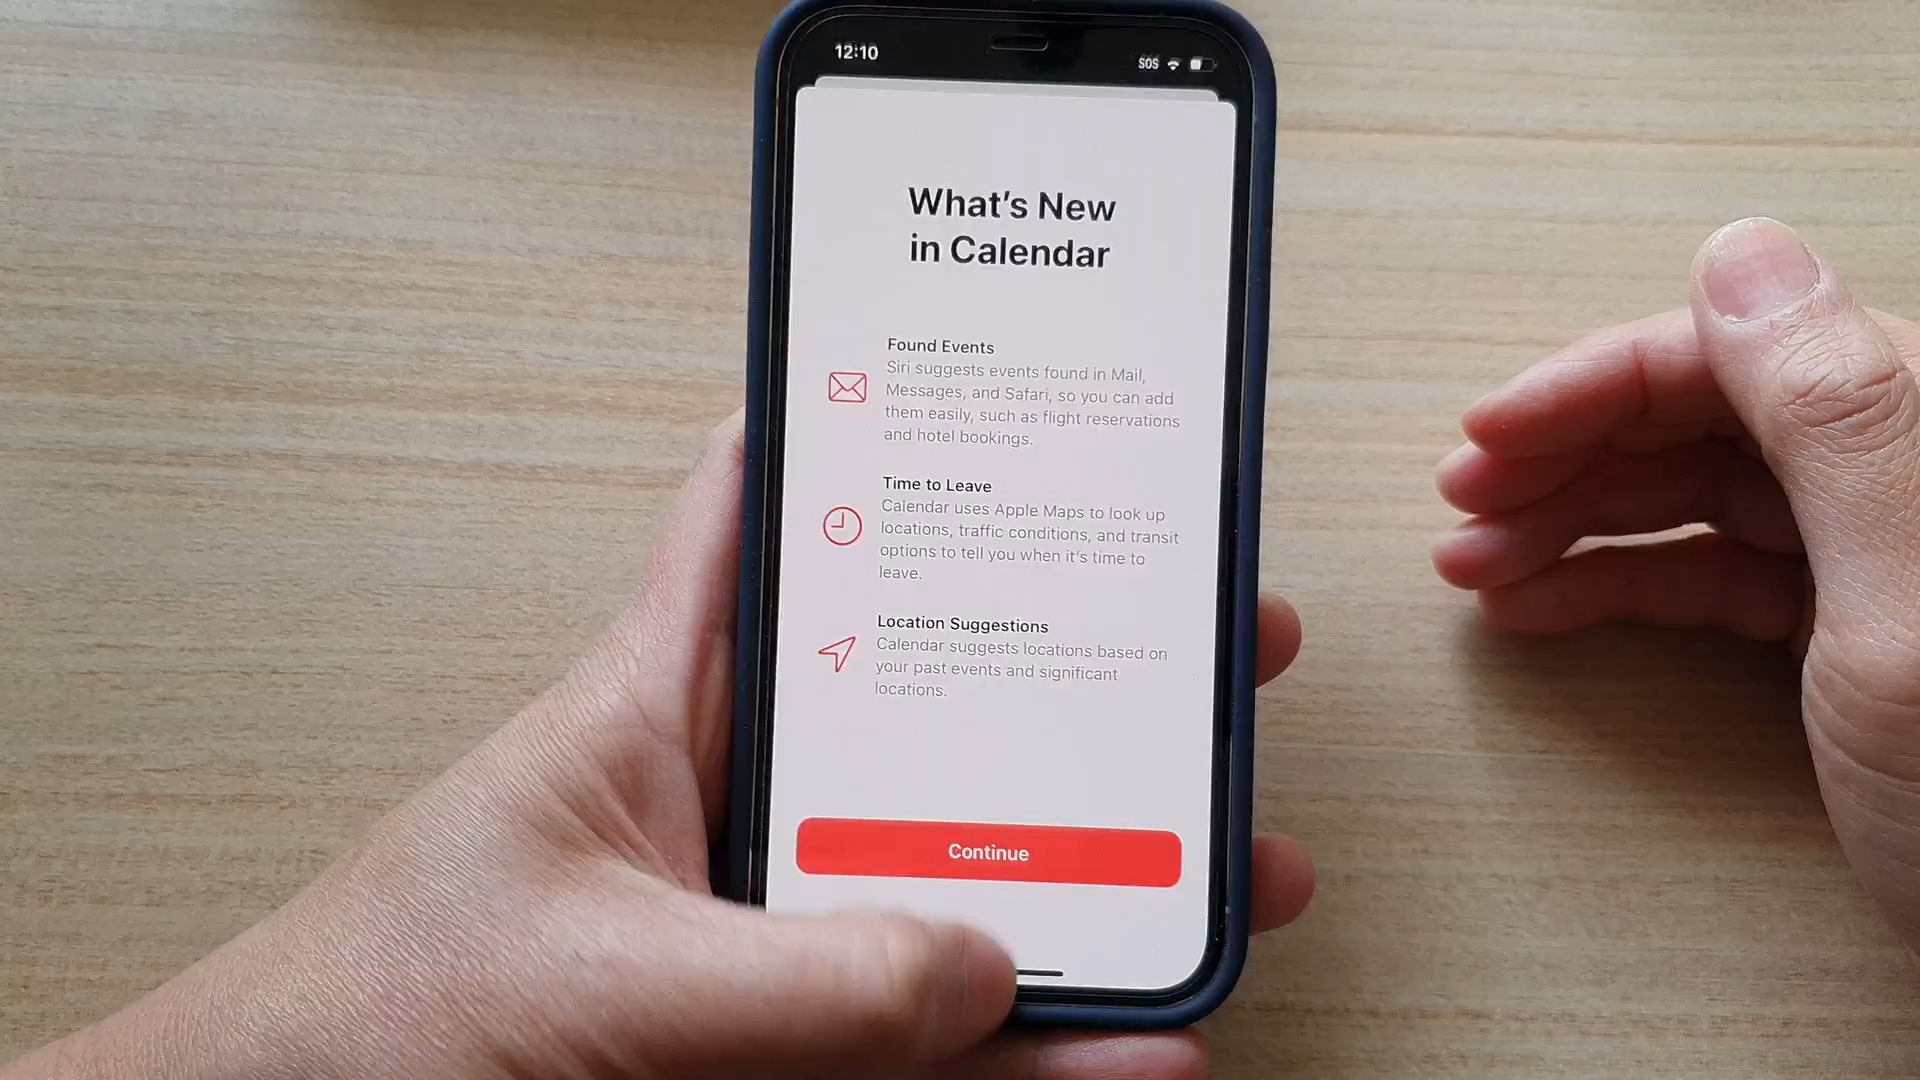 12:10
SOS
What's New
in Calendar
Found Events
Siri suggests events found in Mail,
Messages, and Safari, so you can add
them easily, such as flight reservations
and hotel bookings.
Time to Leave
Calendar uses Apple Maps to look up
locations, traffic conditions, and transit
options to tell you when it's time to
leave.
Location Suggestions
Calendar suggests locations based on
your past events and significant
locations.
Continue